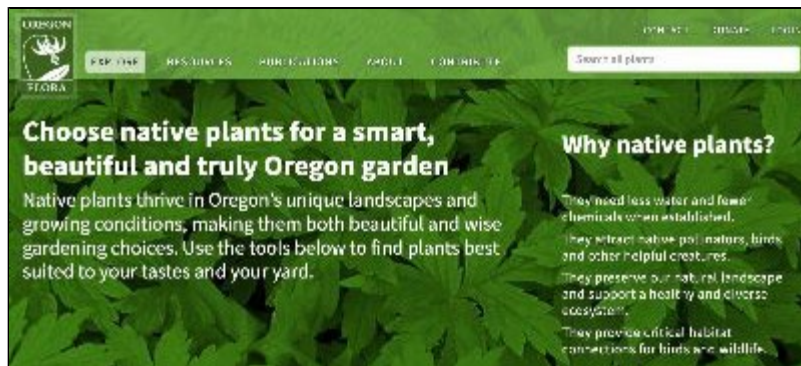 OREGON
FLORA
CONTACT DONATE LOGIN
EXPLORE RESOURCES PUBLICATIONS ABOUT CONTRIBUTE
Search all plants
Choose native plants for a smart,
beautiful and truly Oregon garden
Native plants thrive in Oregon's unique landscapes and
growing conditions, making them both beautiful and wise
gardening choices. Use the tools below to find plants best
suited to your tastes and your yard.
Why native plants?
They need less water and fewer
chemicals when established.
They attract native pollinators, birds
and other helpful creatures.
They preserve our natural landscape
and support a healthy and diverse
ecosystem.
They provide critical habitat
connections for birds and wildlife.